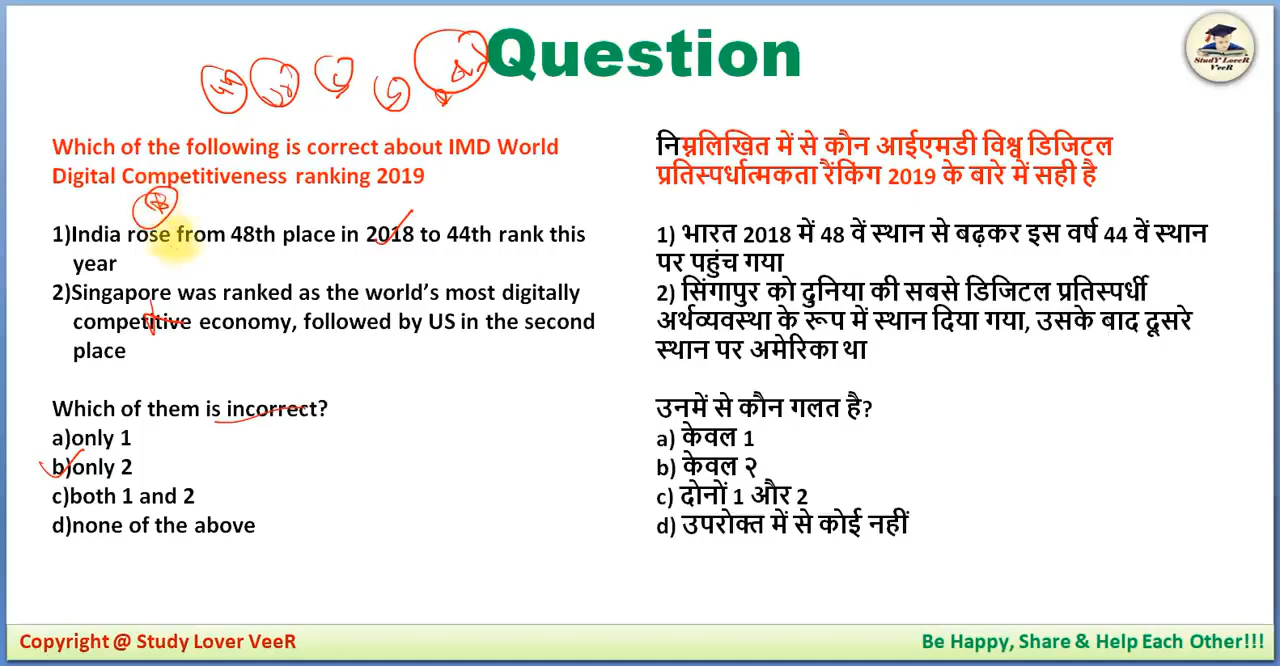 Question
StudY LoveR
VeeR
Which of the following is correct about IMD World
Digital Competitiveness ranking 2019
1)India rose from 48th place in 2018 to 44th rank this
year
2)Singapore was ranked as the world's most digitally
competitive economy, followed by US in the second
place
Which of them is incorrect?
a)only 1
b)only 2
c)both 1 and 2
d)none of the above
निम्नलिखित में से कौन आईएमडी विश्व डिजिटल
प्रतिस्पर्धात्मकता रैंकिंग 2019 के बारे में सही है
1) भारत 2018 में 48 वें स्थान से बढ़कर इस वर्ष 44 वें स्थान
पर पहुंच गया
2) सिंगापुर को दुनिया की सबसे डिजिटल प्रतिस्पर्धी
अर्थव्यवस्था के रूप में स्थान दिया गया, उसके बाद दूसरे
स्थान पर अमेरिका था
उनमें से कौन गलत है?
a) केवल 1
b) केवल २
c) दोनों 1 और 2
d) उपरोक्त में से कोई नहीं
Copyright @ Study Lover VeeR
Be Happy, Share & Help Each Other!!!